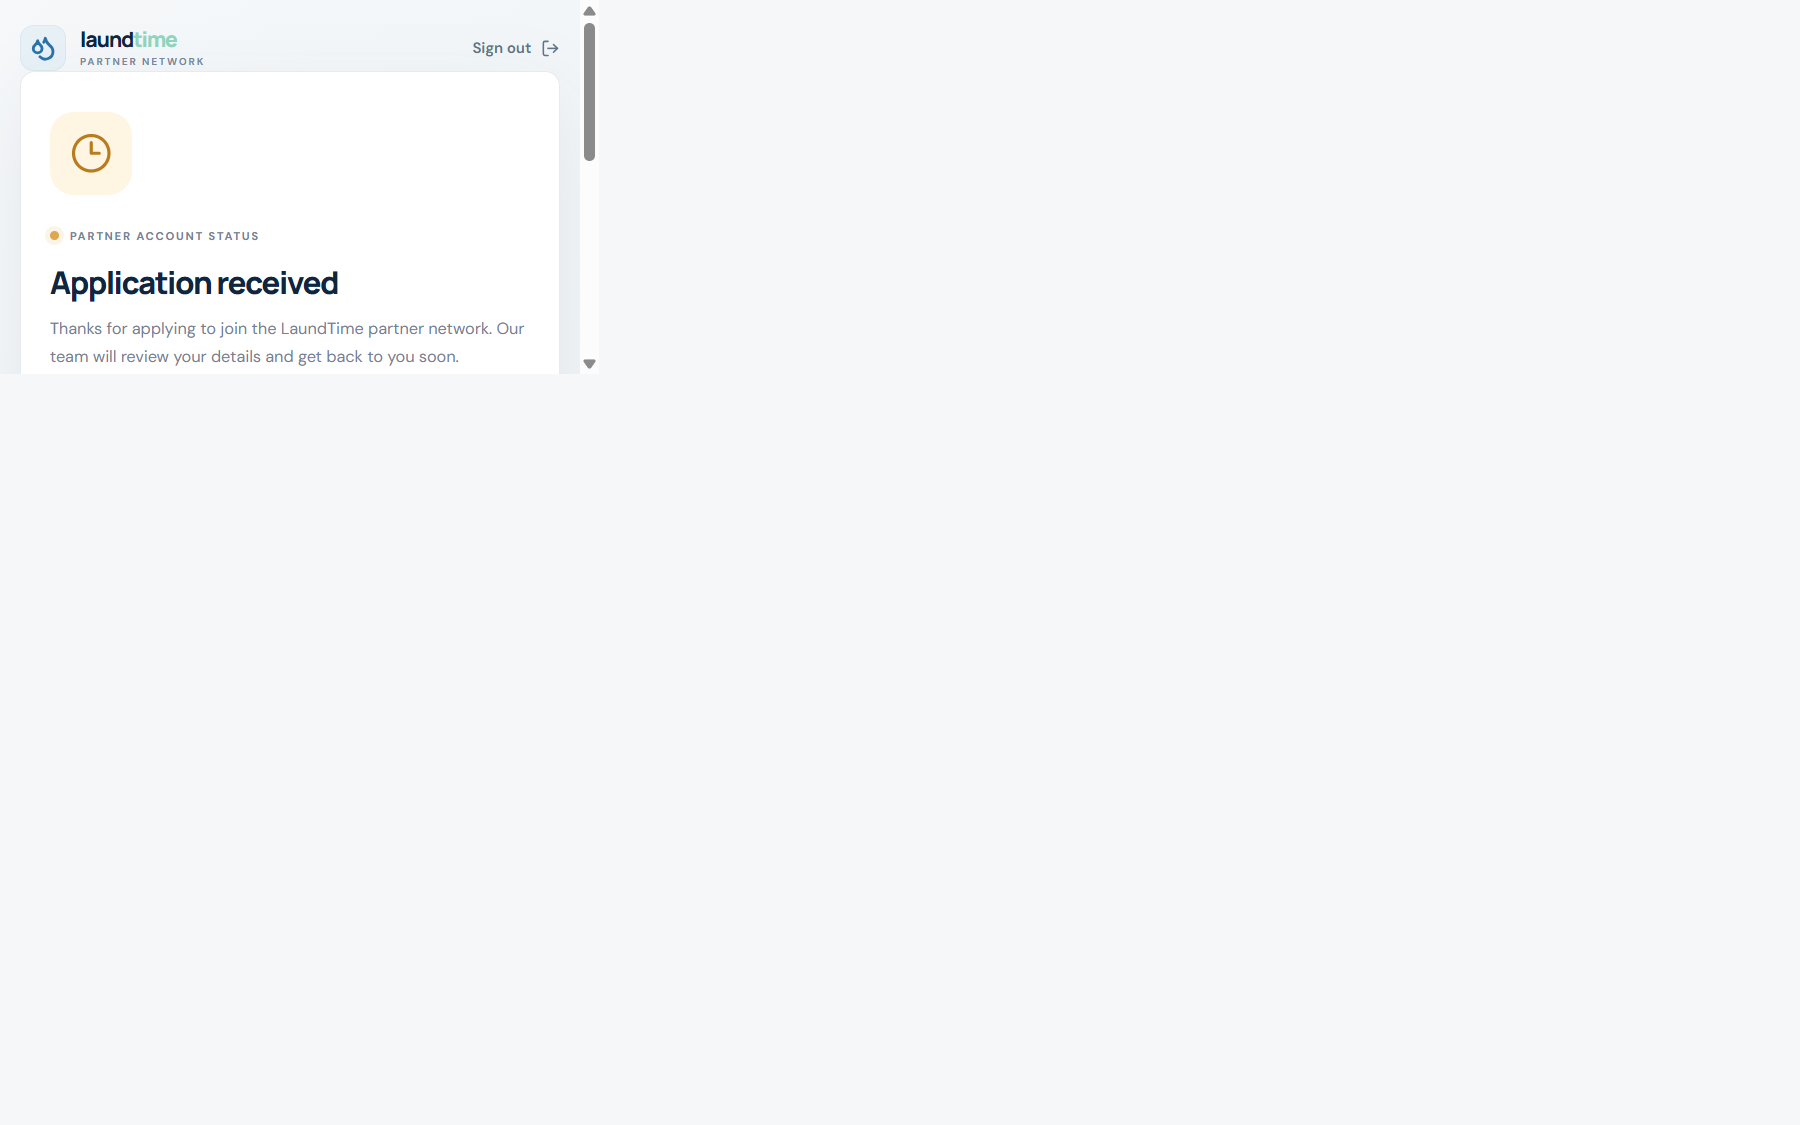 laundtime
PARTNER NETWORK
Sign out
PARTNER ACCOUNT STATUS
Application received
Thanks for applying to join the LaundTime partner network. Our
team will review your details and get back to you soon.